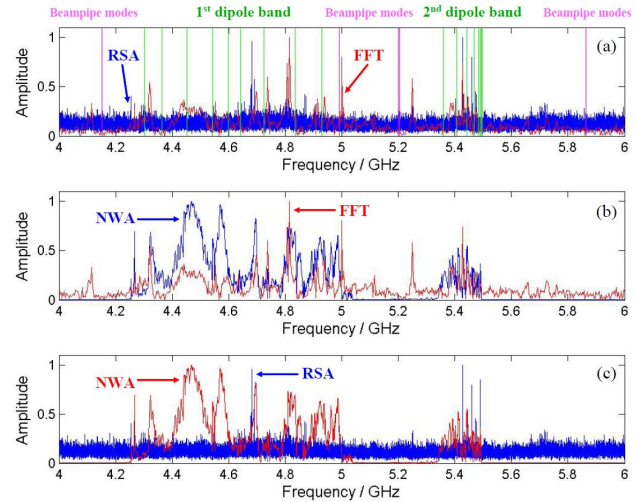 Beampipe modes 1st dipole band Beampipe modes 2nd dipole band Beampipe modes
Amplitude
1
0.5
0
RSA
FFT
(a)
4 4.2 4.4 4.6 4.8 5 5.2 5.4 5.6 5.8 6
Frequency / GHz
Amplitude
1
0.5
0
NWA
FFT
(b)
4 4.2 4.4 4.6 4.8 5 5.2 5.4 5.6 5.8 6
Frequency / GHz
Amplitude
1
0.5
0
NWA
RSA
(c)
4 4.2 4.4 4.6 4.8 5 5.2 5.4 5.6 5.8 6
Frequency / GHz